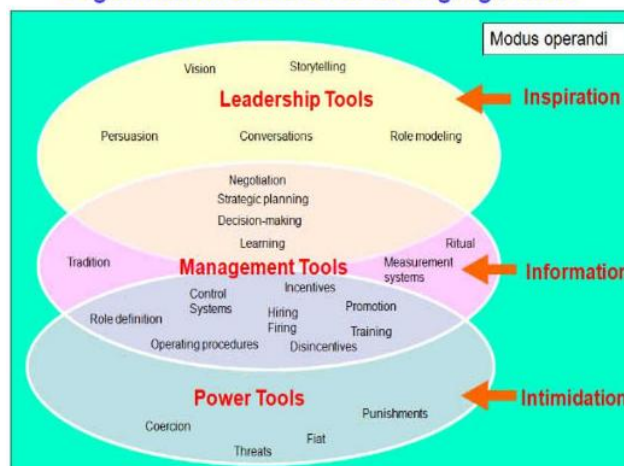 Modus operandi
Vision
Storytelling
Leadership Tools
Inspiration
Persuasion
Conversations
Role modeling
Negotiation
Strategic planning
Decision-making
Learning
Ritual
Tradition
Management Tools
Measurement
systems
Information
Incentives
Control
Systems
Promotion
Role definition
Hiring
Firing
Training
Operating procedures
Disincentives
Power Tools
Intimidation
Punishments
Coercion
Fiat
Threats